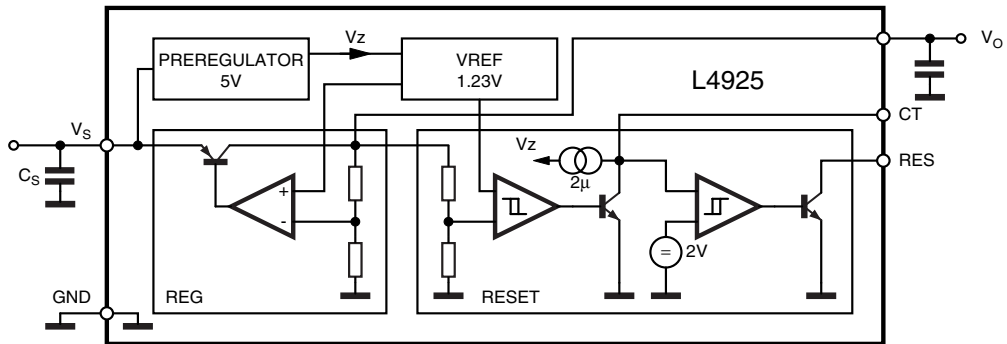 PREREGULATOR
5V
Vz
VREF
1.23V
L4925
VO
CT
RES
VS
CS
GND
REG
+
-
Vz
2µ
=
2V
RESET